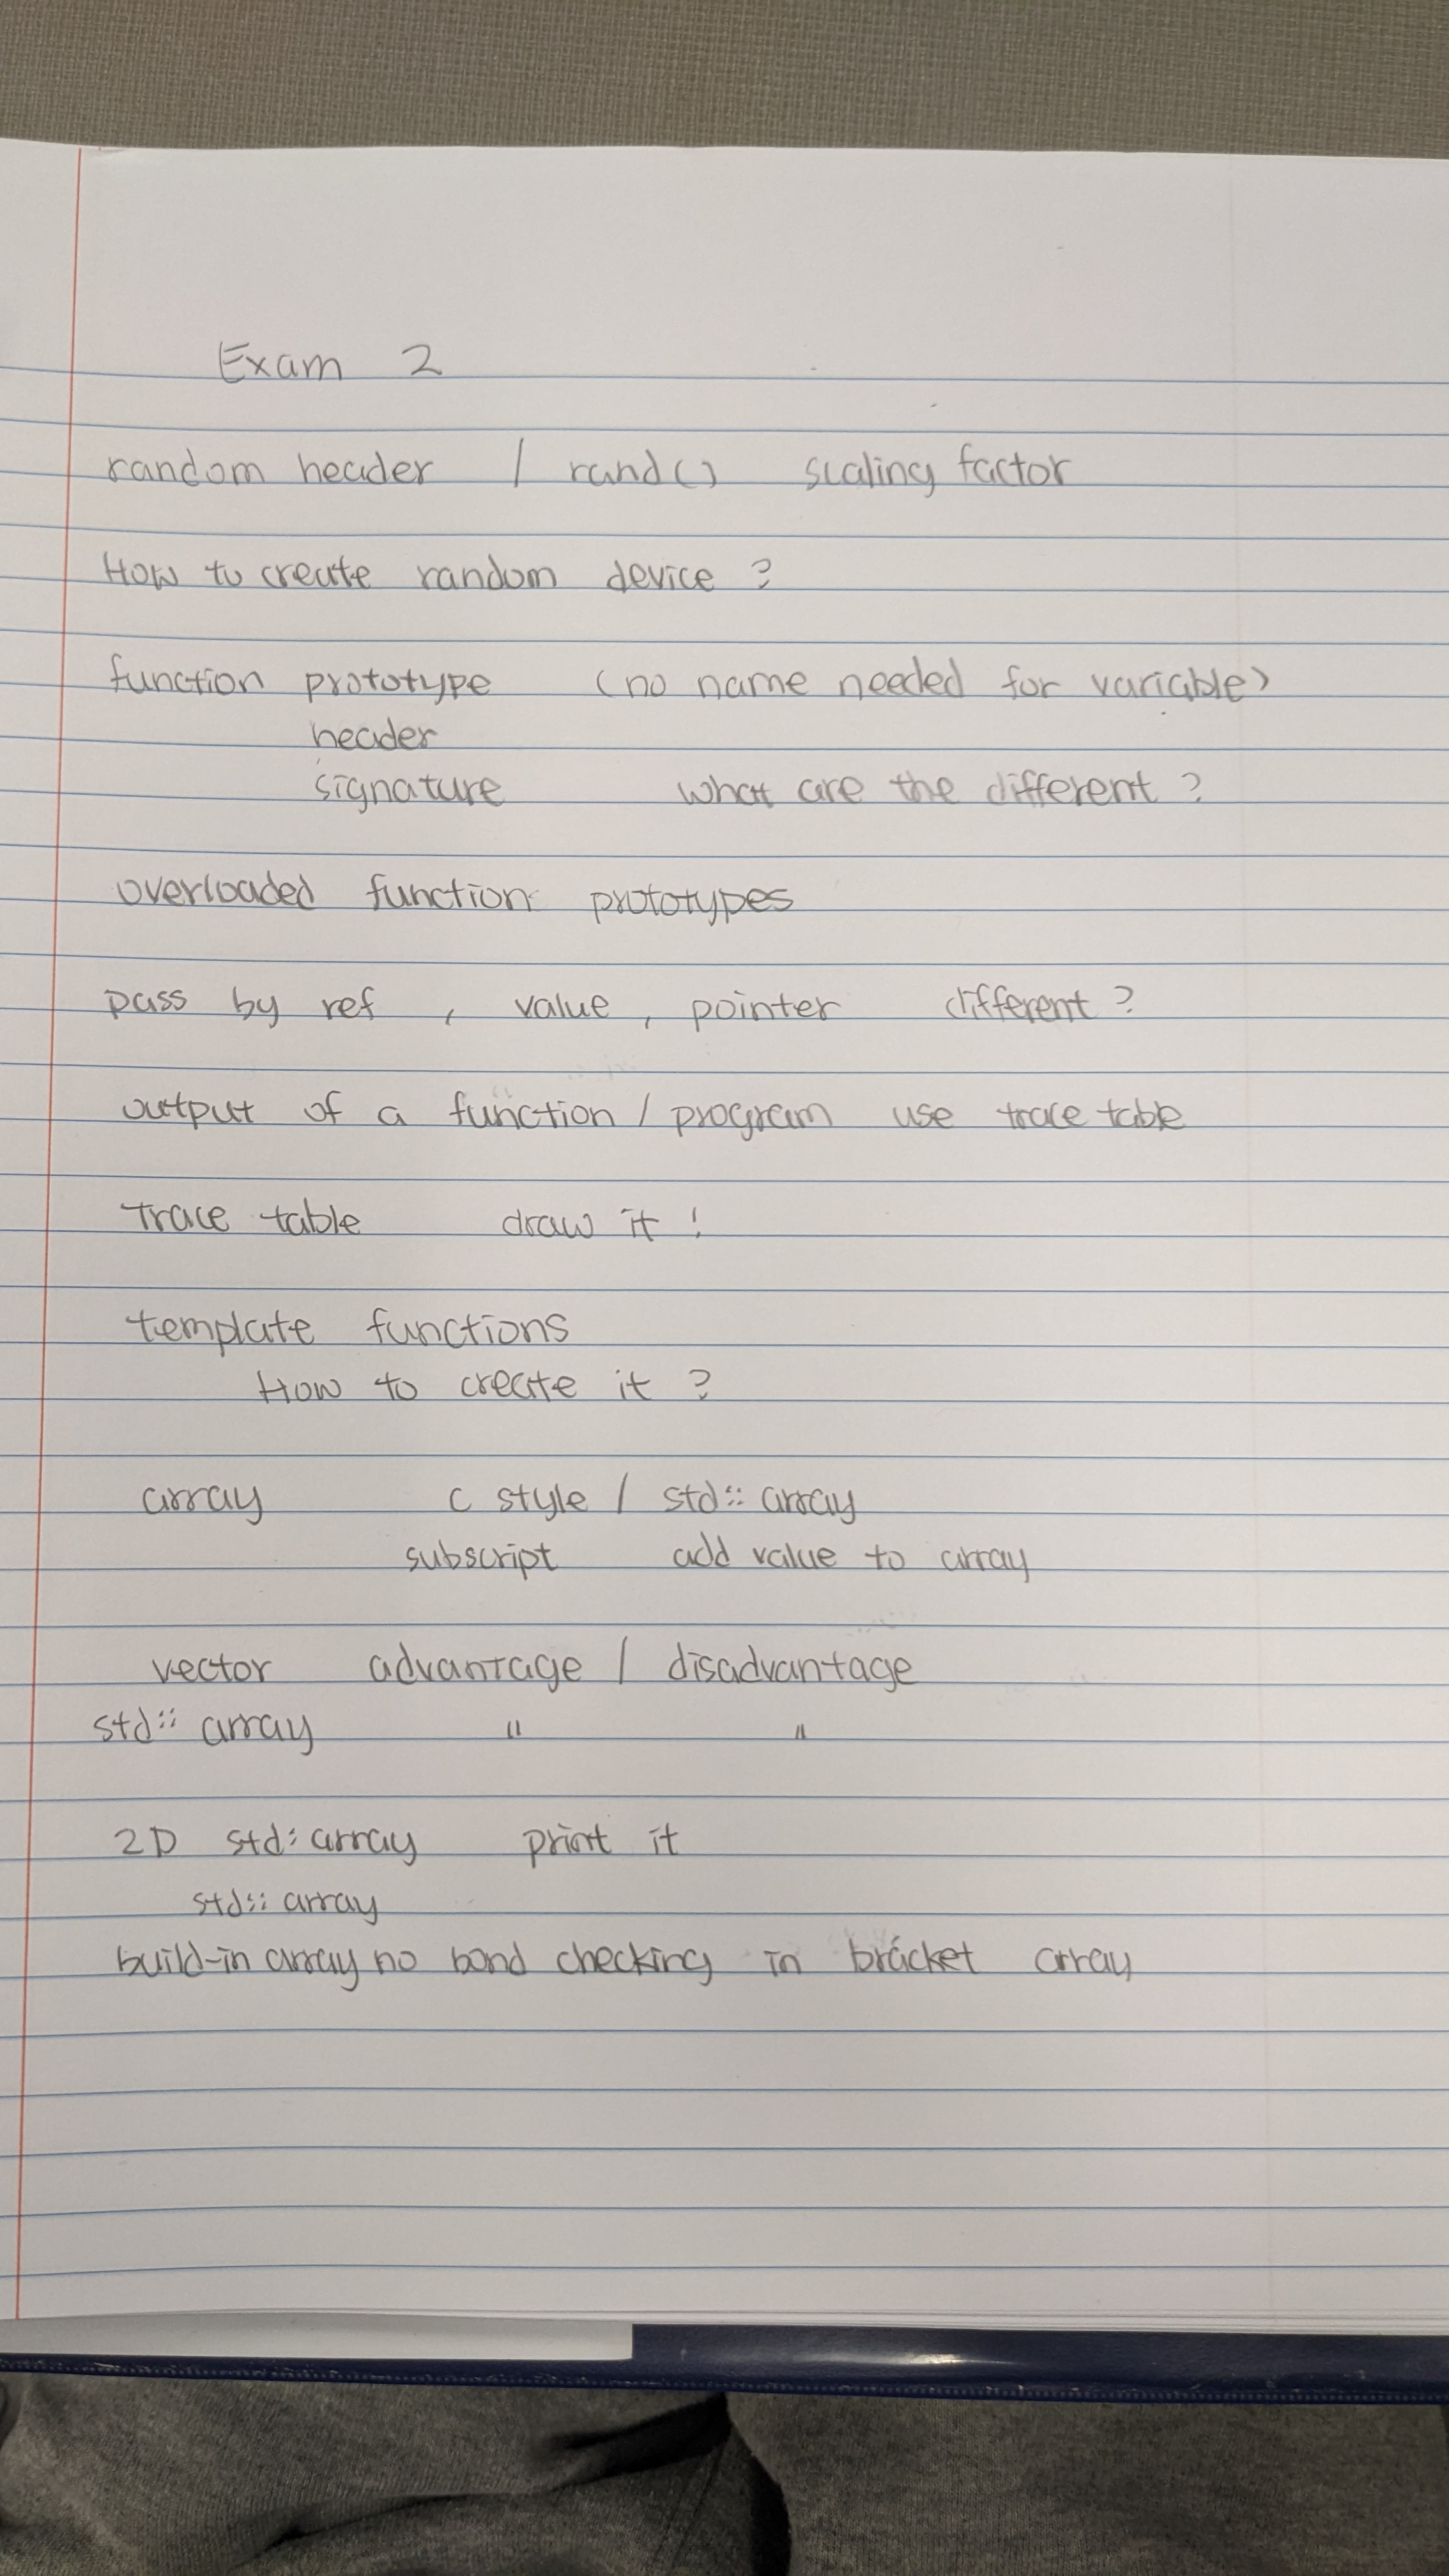 Exam 2
random header / rand() scaling factor
How to create random device ?
function prototype (no name needed for variable)
header
signature what are the different ?
overloaded function prototypes
pass by ref , value , pointer different ?
output of a function / program use trace table
trace table draw it !
template functions
How to create it ?
array c style / std:: array
subscript add value to array
vector advantage / disadvantage
std:: array " "
2D std: array print it
std:: array
build-in array no bond checking in bracket array